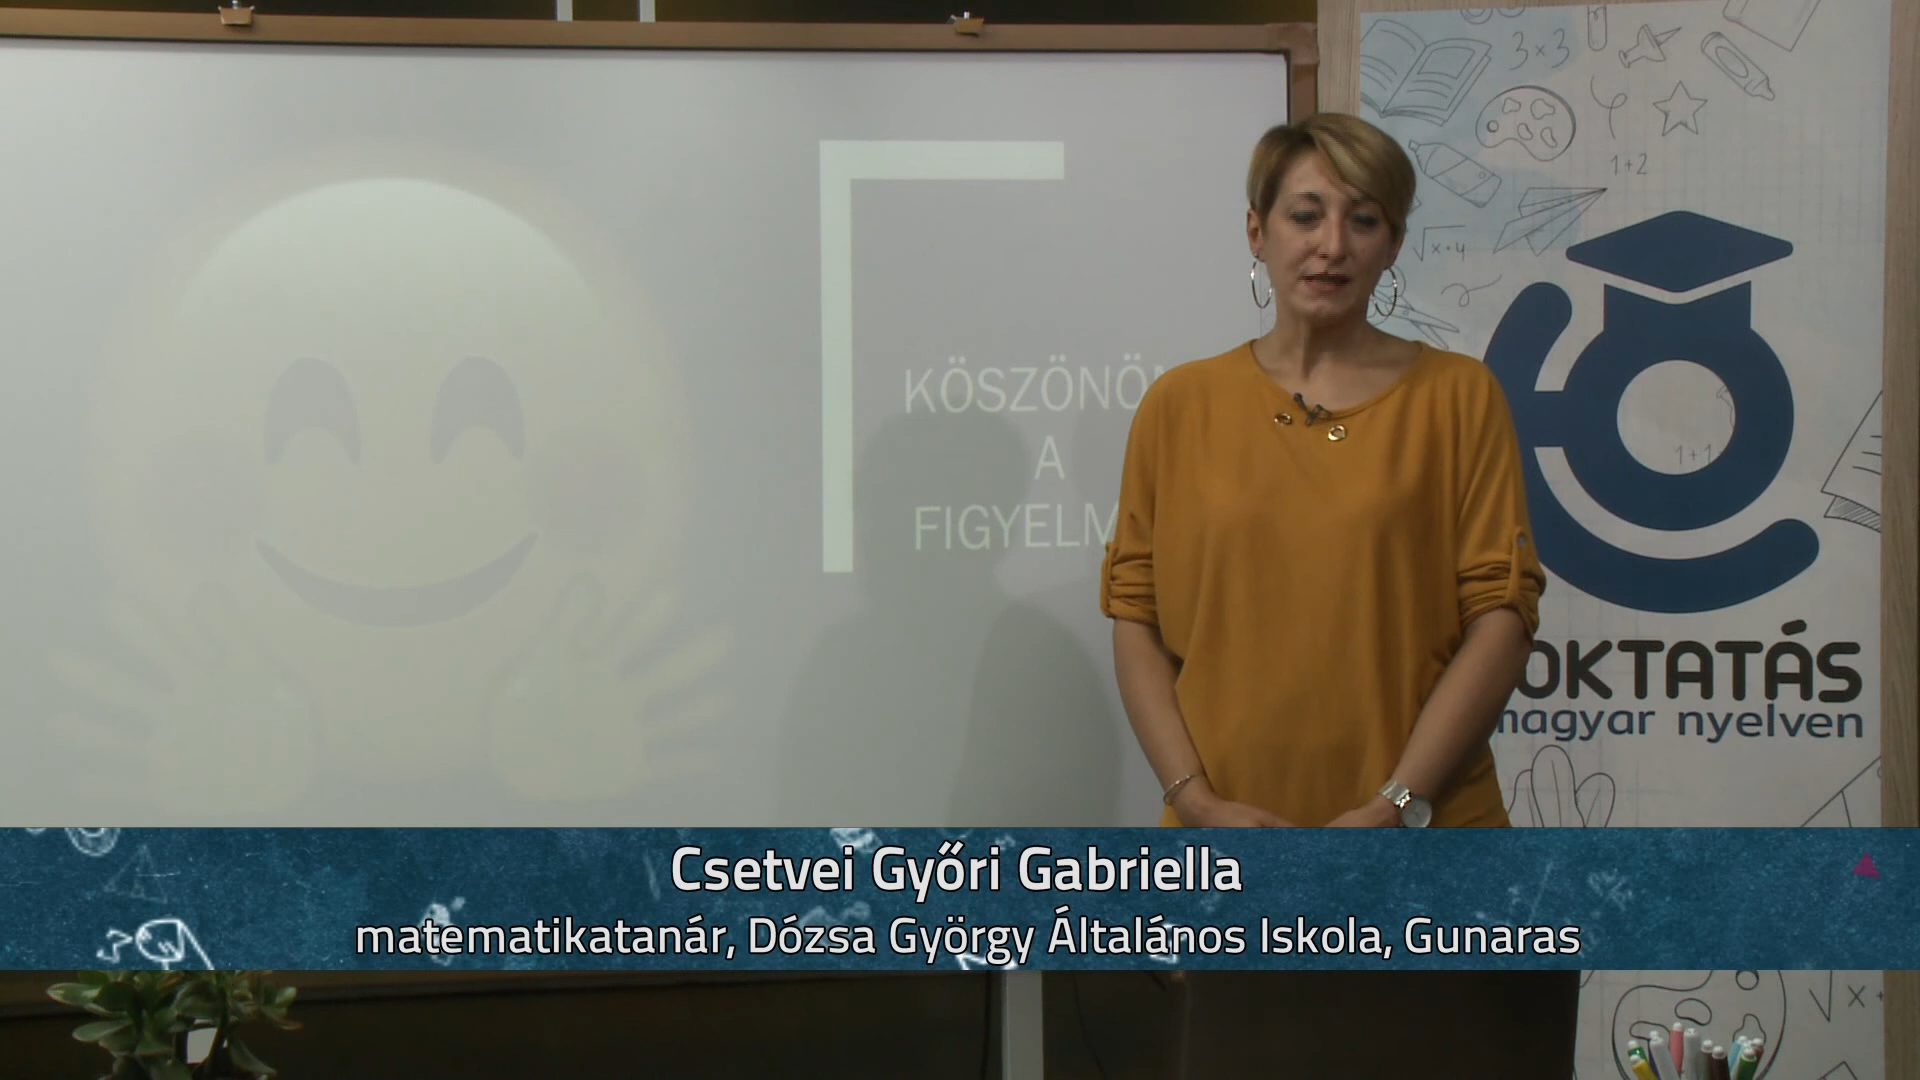 3×3
1+2
√x+4
KÖSZÖNÖM
A
FIGYELM
1+1
OKTATÁS
magyar nyelven
Csetvei Győri Gabriella
matematikatanár, Dózsa György Általános Iskola, Gunaras